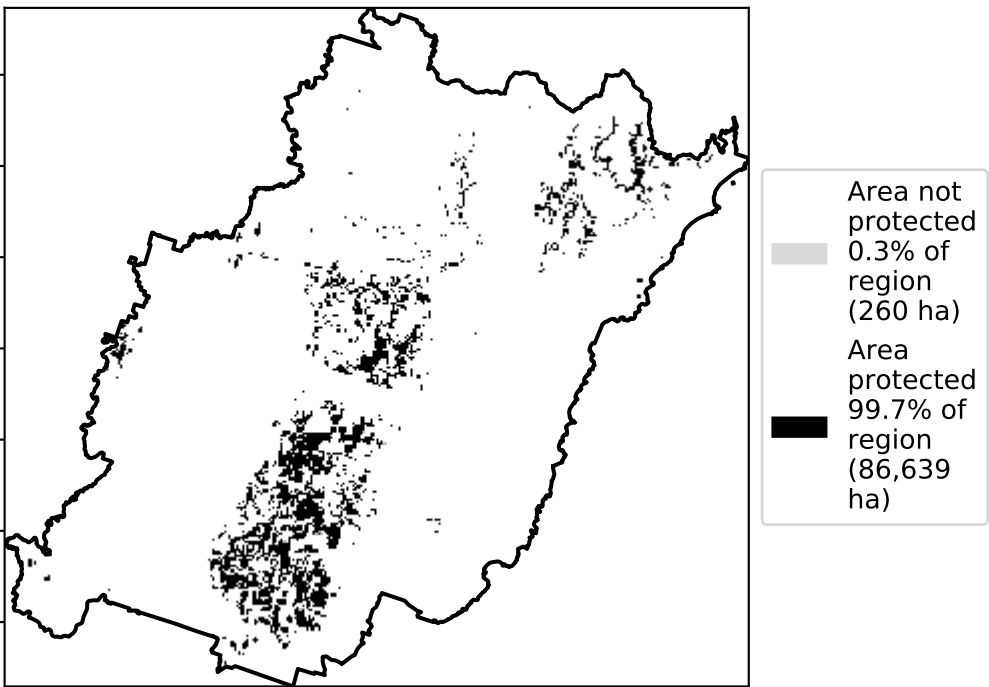 Area not
protected
0.3% of
region
(260 ha)
Area
protected
99.7% of
region
(86,639
ha)